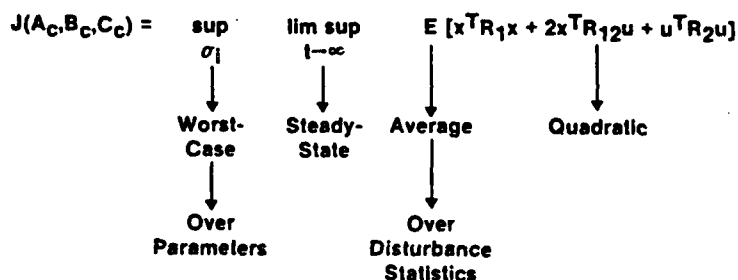 J(A_C,B_C,C_C) = sup lim sup E [x^T R_1 x + 2x^T R_12 u + u^T R_2 u]
σ_i t→∞
Worst- Steady- Average Quadratic
Case State
Over Over
Parameters Disturbance
Statistics